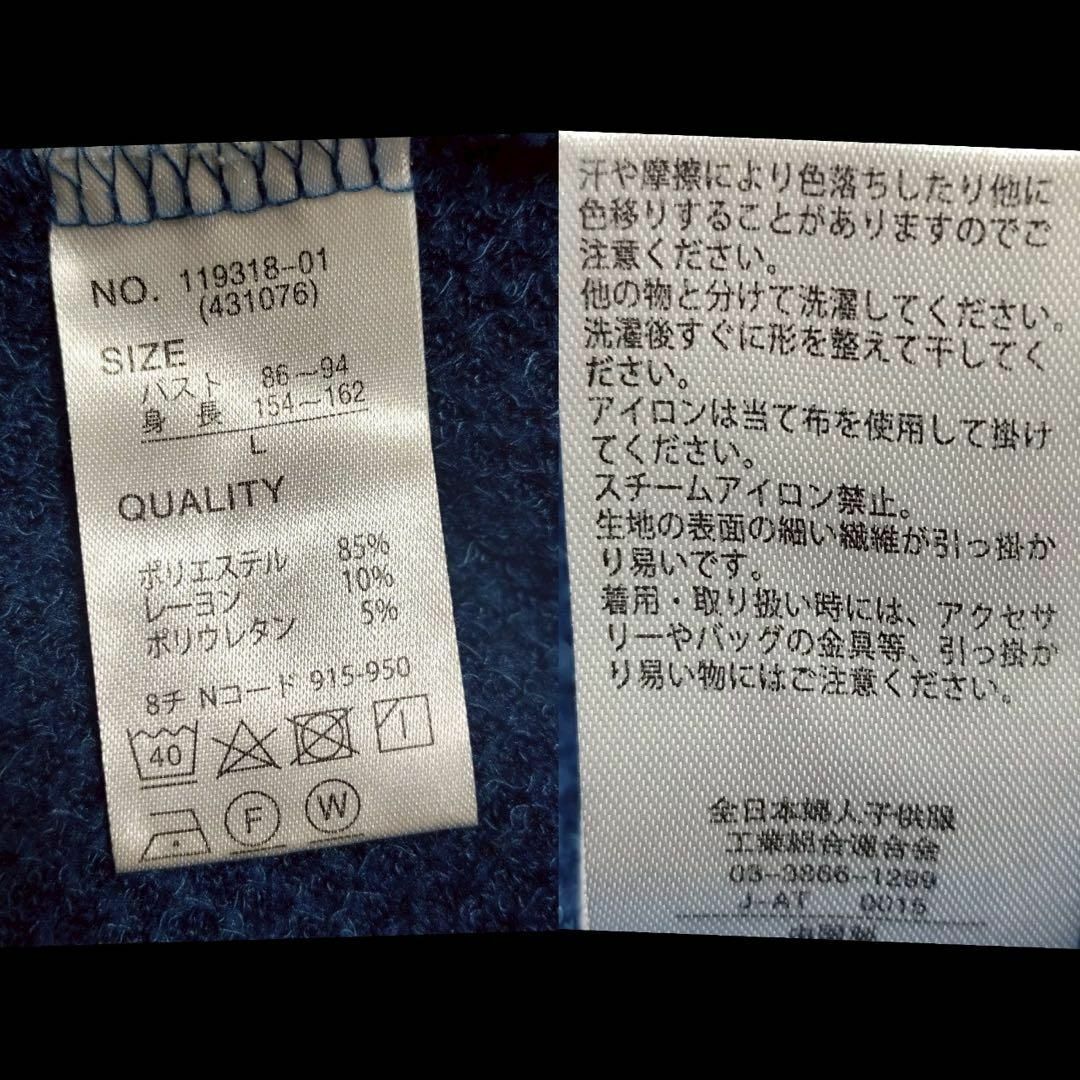 NO. 119318-01
(431076)
SIZE
バスト 86～94
身 長 154～162
L
QUALITY
ポリエステル 85%
レーヨン 10%
ポリウレタン 5%
8チ Nコード 915-950
40
F W
汗や摩擦により色落ちしたり他に
色移りすることがありますのでご
注意ください。
他の物と分けて洗濯してください。
洗濯後すぐに形を整えて干してく
ださい。
アイロンは当て布を使用して掛け
てください。
スチームアイロン禁止。
生地の表面の細い繊維が引っ掛か
り易いです。
着用・取り扱い時には、アクセサ
リーやバッグの金具等、引っ掛か
り易い物にはご注意ください。
全日本婦人子供服
工業組合連合会
03-3866-1299
J-AT 0015